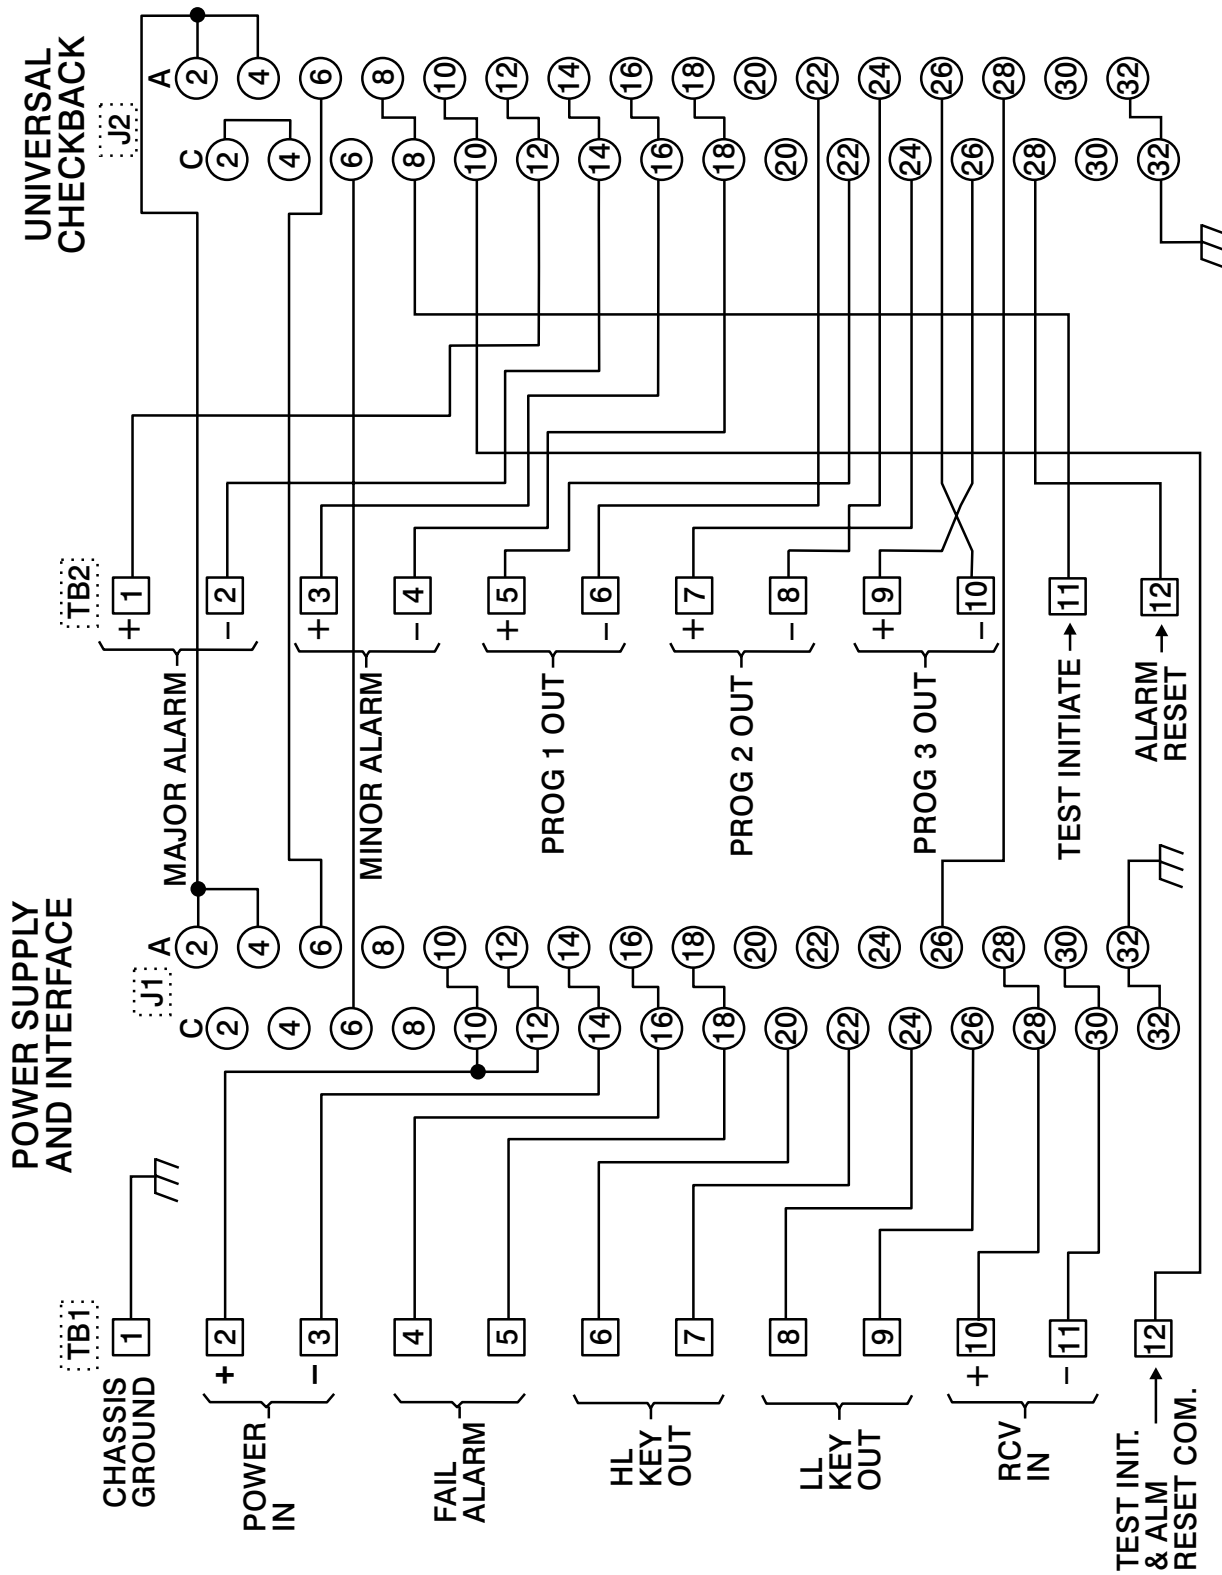 POWER SUPPLY
AND INTERFACE
UNIVERSAL
CHECKBACK
TB1
CHASSIS
GROUND
1
POWER
IN
+ 2
− 3
FAIL
ALARM
4
5
HL
KEY
OUT
6
7
LL
KEY
OUT
8
9
RCV
IN
+ 10
− 11
TEST INIT.
& ALM
RESET COM.
12
J1
C
2
4
6
8
10
12
14
16
18
20
22
24
26
28
30
32
A
2
4
6
8
10
12
14
16
18
20
22
24
26
28
30
32
TB2
MAJOR ALARM
+ 1
− 2
MINOR ALARM
+ 3
− 4
PROG 1 OUT
+ 5
− 6
PROG 2 OUT
+ 7
− 8
PROG 3 OUT
+ 9
− 10
TEST INITIATE
11
ALARM
RESET
12
J2
C
2
4
6
8
10
12
14
16
18
20
22
24
26
28
30
32
A
2
4
6
8
10
12
14
16
18
20
22
24
26
28
30
32